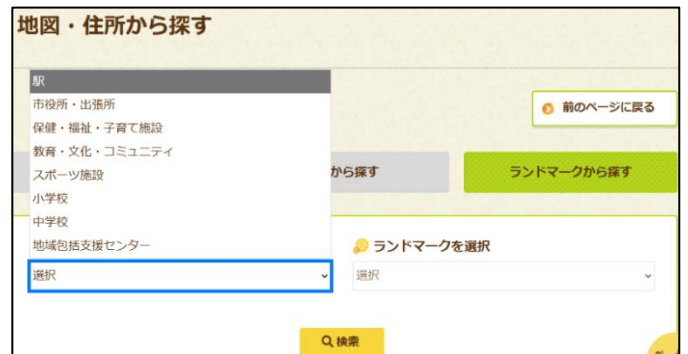 地図・住所から探す
駅
市役所・出張所
前のページに戻る
保健・福祉・子育て施設
教育・文化・コミュニティ
スポーツ施設
から探す
ランドマークから探す
小学校
中学校
地域包括支援センター
ランドマークを選択
選択
選択
検索